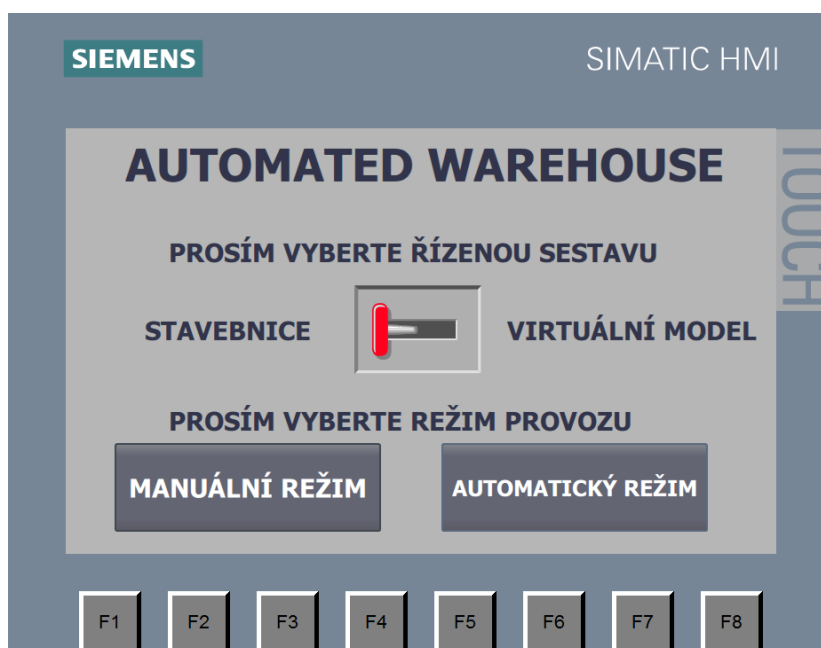 SIEMENS
SIMATIC HMI
TOUCH
AUTOMATED WAREHOUSE
PROSÍM VYBERTE ŘÍZENOU SESTAVU
STAVEBNICE
VIRTUÁLNÍ MODEL
PROSÍM VYBERTE REŽIM PROVOZU
MANUÁLNÍ REŽIM
AUTOMATICKÝ REŽIM
F1 F2 F3 F4 F5 F6 F7 F8